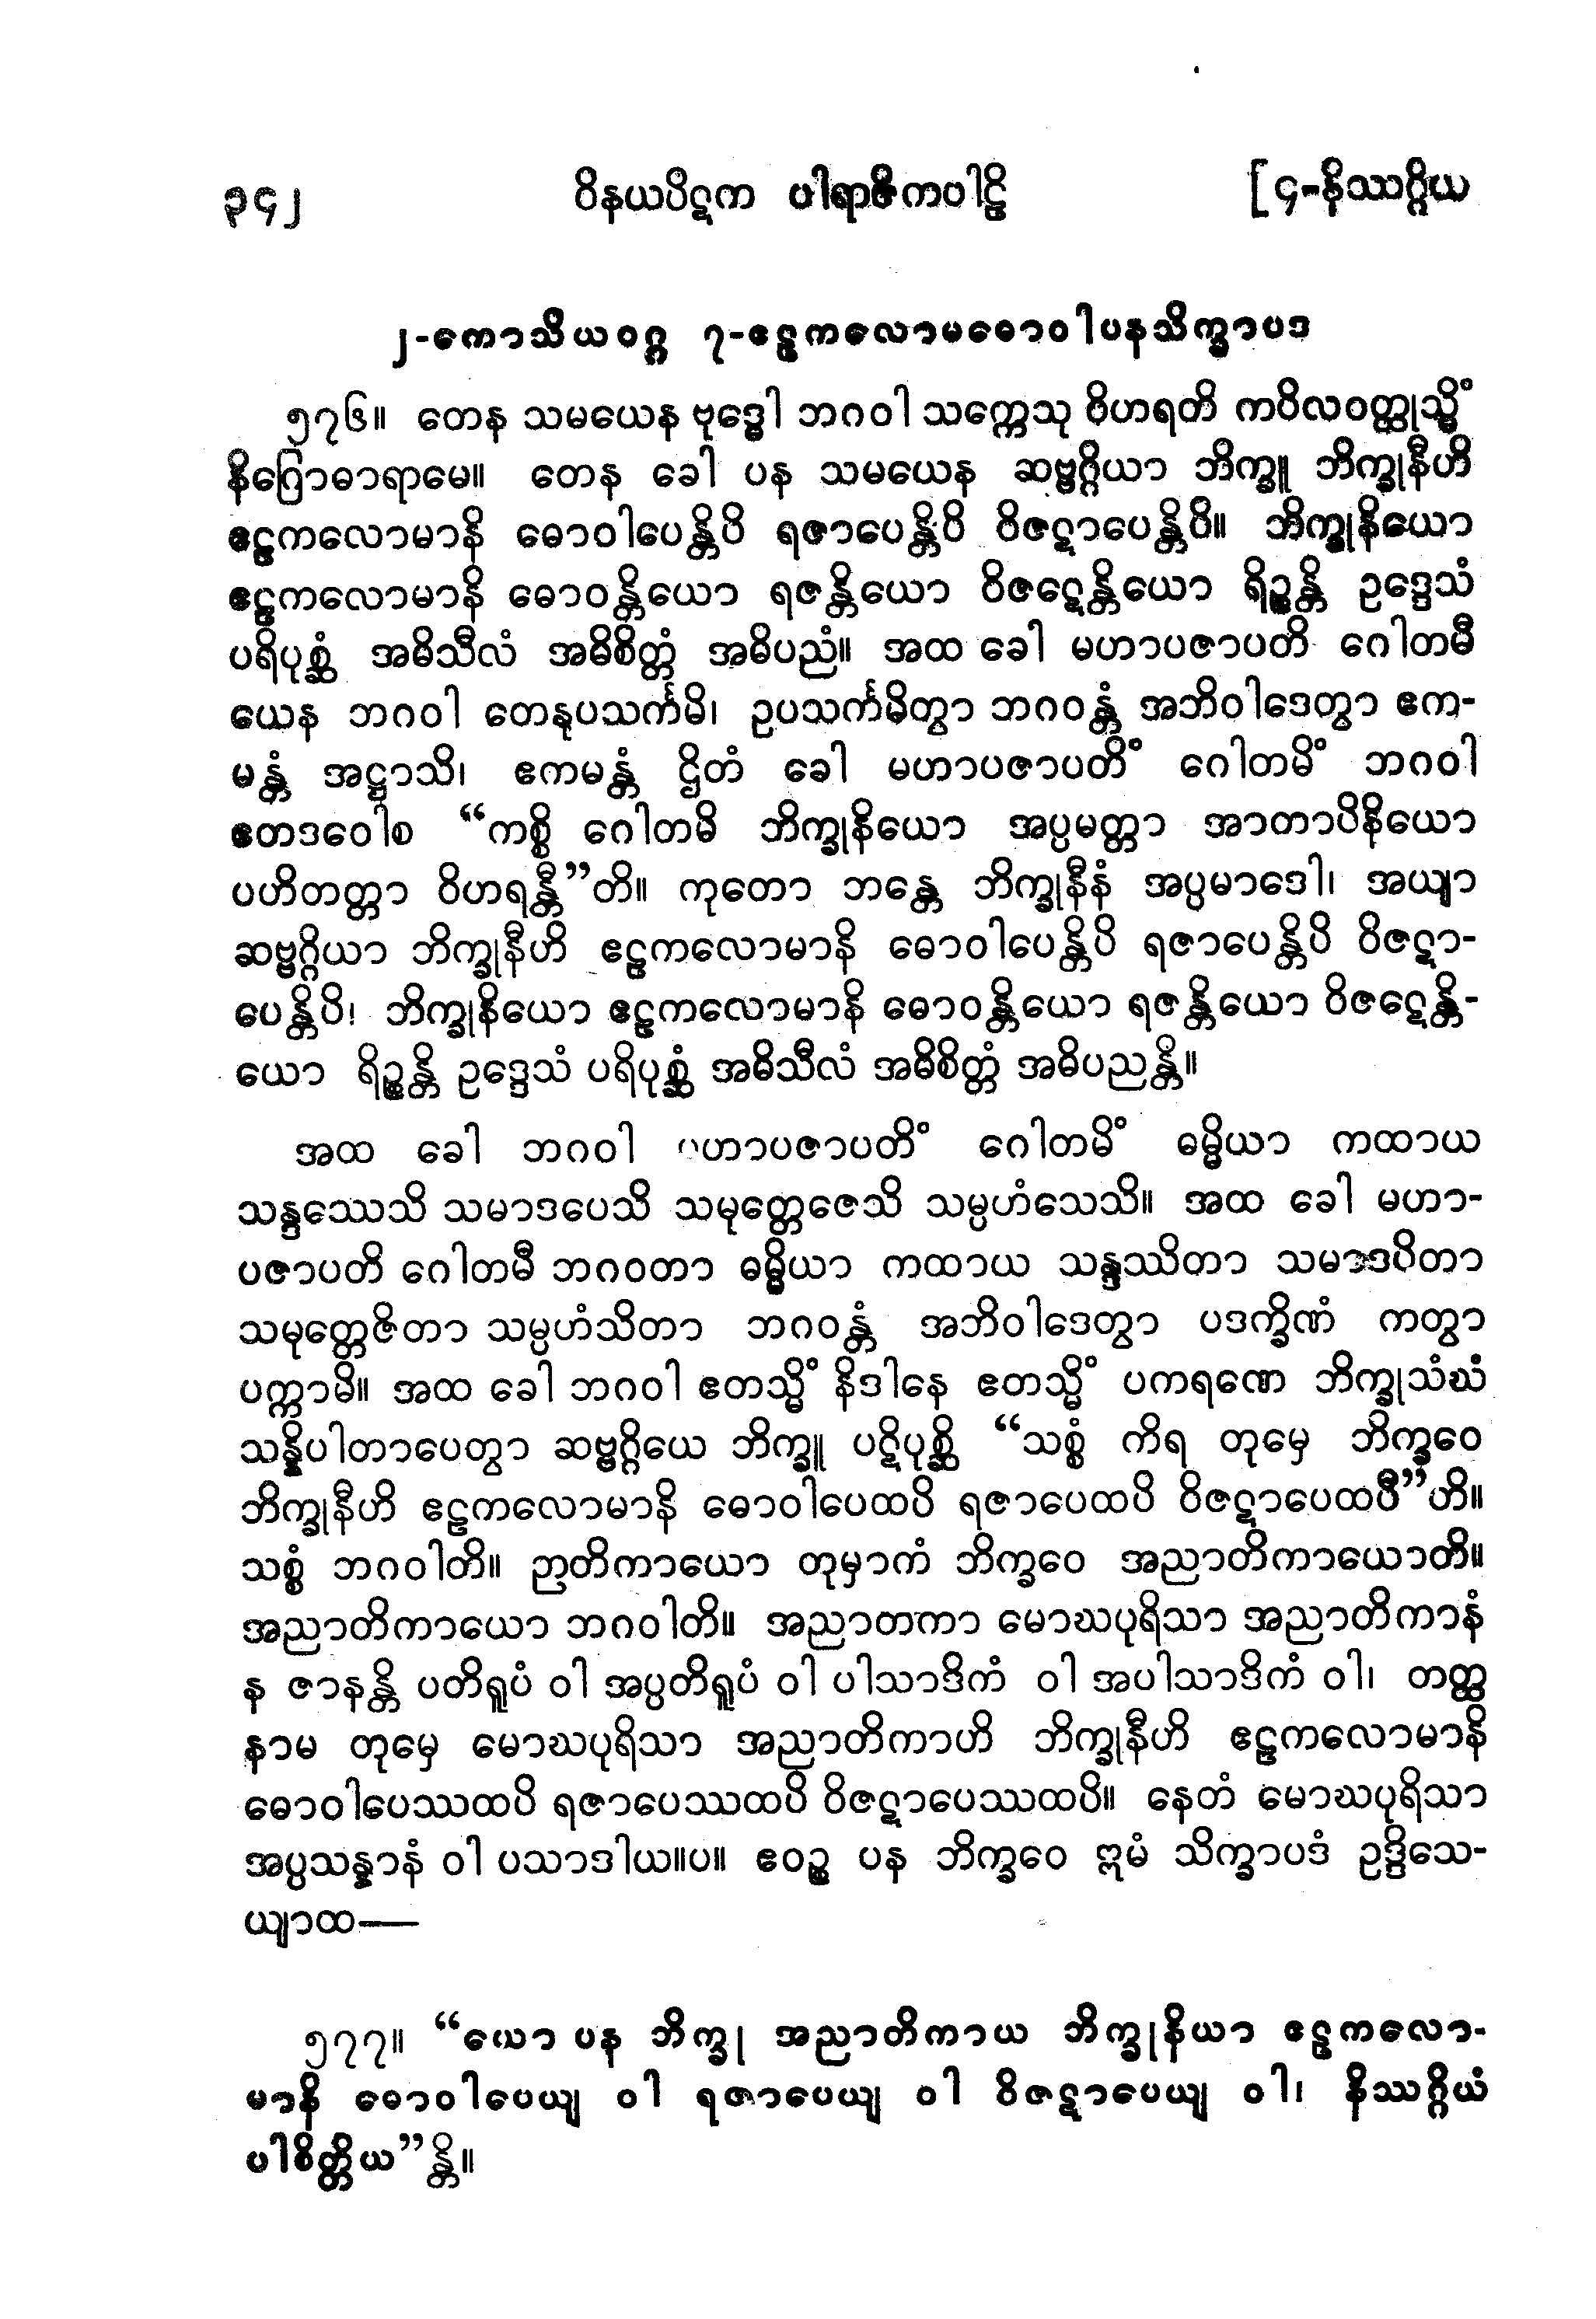 ၃၄၂ ဝိနယပိဋက ပါရာဇိကပါဠိ [၄-နိဿဂ္ဂိယ
၂-ကောသိယဝဂ္ဂ ၇-ဧဠကလောမဓောဝါပနသိက္ခာပဒ
၅၇၆။ တေန သမယေန ဗုဒ္ဓေါ ဘဂဝါ သက္ကေသု ဝိဟရတိ ကပိလဝတ္ထုသ္မိံ
နိဂြောဓာရာမေ။ တေန ခေါ ပန သမယေန ဆဗ္ဗဂ္ဂိယာ ဘိက္ခူ ဘိက္ခုနီဟိ
ဧဠကလောမာနိ ဓောဝါပေန္တိပိ ရဇာပေန္တိပိ ဝိဇဋာပေန္တိပိ။ ဘိက္ခုနိယော
ဧဠကလောမာနိ ဓောဝန္တိယော ရဇန္တိယော ဝိဇဋေန္တိယော ရိဉ္စန္တိ ဥဒ္ဒေသံ
ပရိပုစ္ဆံ အဓိသီလံ အဓိစိတ္တံ အဓိပညံ။ အထ ခေါ မဟာပဇာပတိ ဂေါတမီ
ယေန ဘဂဝါ တေနုပသင်္ကမိ၊ ဥပသင်္ကမိတွာ ဘဂဝန္တံ အဘိဝါဒေတွာ ဧက-
မန္တံ အဋ္ဌာသိ၊ ဧကမန္တံ ဌိတံ ခေါ မဟာပဇာပတိံ ဂေါတမိံ ဘဂဝါ
ဧတဒဝေါစ “ကစ္စိ ဂေါတမိ ဘိက္ခုနိယော အပ္ပမတ္တာ အာတာပိနိယော
ပဟိတတ္တာ ဝိဟရန္တီ”တိ။ ကုတော ဘန္တေ ဘိက္ခုနီနံ အပ္ပမာဒေါ၊ အယျာ
ဆဗ္ဗဂ္ဂိယာ ဘိက္ခုနီဟိ ဧဠကလောမာနိ ဓောဝါပေန္တိပိ ရဇာပေန္တိပိ ဝိဇဋာ-
ပေန္တိပိ၊ ဘိက္ခုနိယော ဧဠကလောမာနိ ဓောဝန္တိယော ရဇန္တိယော ဝိဇဋေန္တိ-
ယော ရိဉ္စန္တိ ဥဒ္ဒေသံ ပရိပုစ္ဆံ အဓိသီလံ အဓိစိတ္တံ အဓိပညန္တိ။
အထ ခေါ ဘဂဝါ မဟာပဇာပတိံ ဂေါတမိံ ဓမ္မိယာ ကထာယ
သန္ဒဿေသိ သမာဒပေသိ သမုတ္တေဇေသိ သမ္ပဟံသေသိ။ အထ ခေါ မဟာ-
ပဇာပတိ ဂေါတမီ ဘဂဝတာ ဓမ္မိယာ ကထာယ သန္ဒဿိတာ သမာဒပိတာ
သမုတ္တေဇိတာ သမ္ပဟံသိတာ ဘဂဝန္တံ အဘိဝါဒေတွာ ပဒက္ခိဏံ ကတွာ
ပက္ကာမိ။ အထ ခေါ ဘဂဝါ ဧတသ္မိံ နိဒါနေ ဧတသ္မိံ ပကရဏေ ဘိက္ခုသံဃံ
သန္နိပါတာပေတွာ ဆဗ္ဗဂ္ဂိယေ ဘိက္ခူ ပဋိပုစ္ဆိ “သစ္စံ ကိရ တုမှေ ဘိက္ခဝေ
ဘိက္ခုနီဟိ ဧဠကလောမာနိ ဓောဝါပေထပိ ရဇာပေထပိ ဝိဇဋာပေထပီ”ဟိ။
သစ္စံ ဘဂဝါတိ။ ဉာတိကာယော တုမှာကံ ဘိက္ခဝေ အညာတိကာယောတိ။
အညာတိကာယော ဘဂဝါတိ။ အညာတကာ မောဃပုရိသာ အညာတိကာနံ
န ဇာနန္တိ ပတိရူပံ ဝါ အပ္ပတိရူပံ ဝါ ပါသာဒိကံ ဝါ အပါသာဒိကံ ဝါ၊ တတ္ထ
နာမ တုမှေ မောဃပုရိသာ အညာတိကာဟိ ဘိက္ခုနီဟိ ဧဠကလောမာနိ
ဓောဝါပေဿထပိ ရဇာပေဿထပိ ဝိဇဋာပေဿထပိ။ နေတံ မောဃပုရိသာ
အပ္ပသန္နာနံ ဝါ ပသာဒါယ။ပ။ ဧဝဉ္စ ပန ဘိက္ခဝေ ဣမံ သိက္ခာပဒံ ဥဒ္ဒိသေ-
ယျာထ—
၅၇၇။ “ယော ပန ဘိက္ခု အညာတိကာယ ဘိက္ခုနိယာ ဧဠကလော-
မာနိ ဓောဝါပေယျ ဝါ ရဇာပေယျ ဝါ ဝိဇဋာပေယျ ဝါ၊ နိဿဂ္ဂိယံ
ပါစိတ္တိယ”န္တိ။